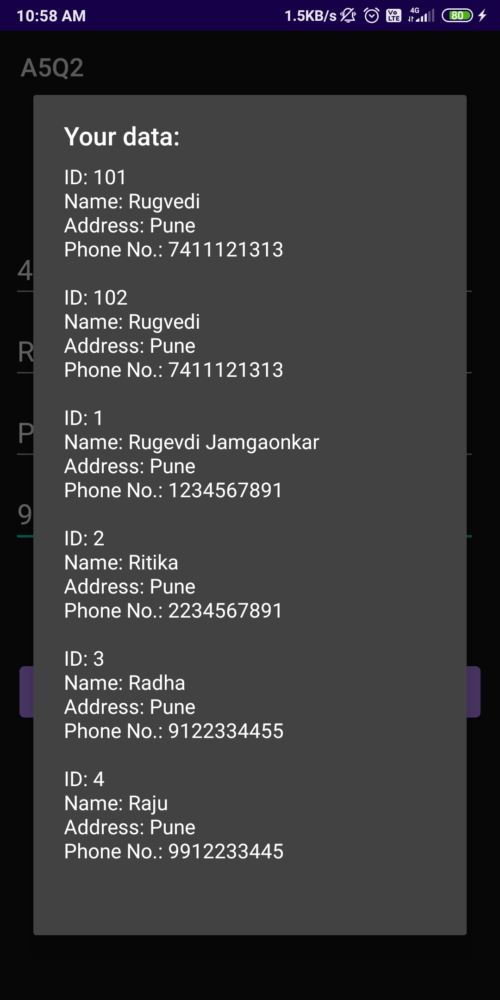 10:58 AM
1.5KB/s
Vo LTE
4G
80
A5Q2
Your data:
ID: 101
Name: Rugvedi
Address: Pune
Phone No.: 7411121313
ID: 102
Name: Rugvedi
Address: Pune
Phone No.: 7411121313
ID: 1
Name: Rugevdi Jamgaonkar
Address: Pune
Phone No.: 1234567891
ID: 2
Name: Ritika
Address: Pune
Phone No.: 2234567891
ID: 3
Name: Radha
Address: Pune
Phone No.: 9122334455
ID: 4
Name: Raju
Address: Pune
Phone No.: 9912233445
4
R
P
9